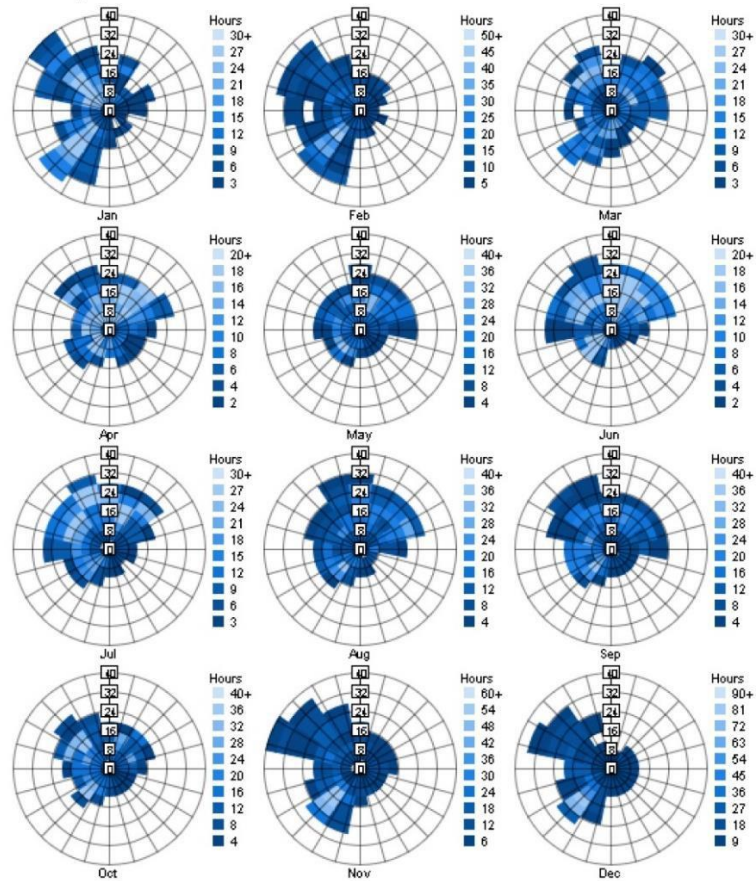 40 Hours 40 Hours 40 Hours
32 30+ 32 50+ 32 30+
24 27 24 45 24 27
16 24 16 40 16 24
8 21 8 35 8 21
0 18 0 30 0 18
15 25 15
12 20 12
9 15 9
6 10 6
3 5 3
Jan Feb Mar
40 Hours 40 Hours 40 Hours
32 20+ 32 40+ 32 20+
24 18 24 36 24 18
16 16 16 32 16 16
8 14 8 28 8 14
0 12 0 24 0 12
10 20 10
8 16 8
6 12 6
4 8 4
2 4 2
Apr May Jun
40 Hours 40 Hours 40 Hours
32 30+ 32 40+ 32 40+
24 27 24 36 24 36
16 24 16 32 16 32
8 21 8 28 8 28
0 18 0 24 0 24
15 20 20
12 16 16
9 12 12
6 8 8
3 4 4
Jul Aug Sep
40 Hours 40 Hours 40 Hours
32 40+ 32 60+ 32 90+
24 36 24 54 24 81
16 32 16 48 16 72
8 28 8 42 8 63
0 24 0 36 0 54
20 30 45
16 24 36
12 18 27
8 12 18
4 6 9
Oct Nov Dec